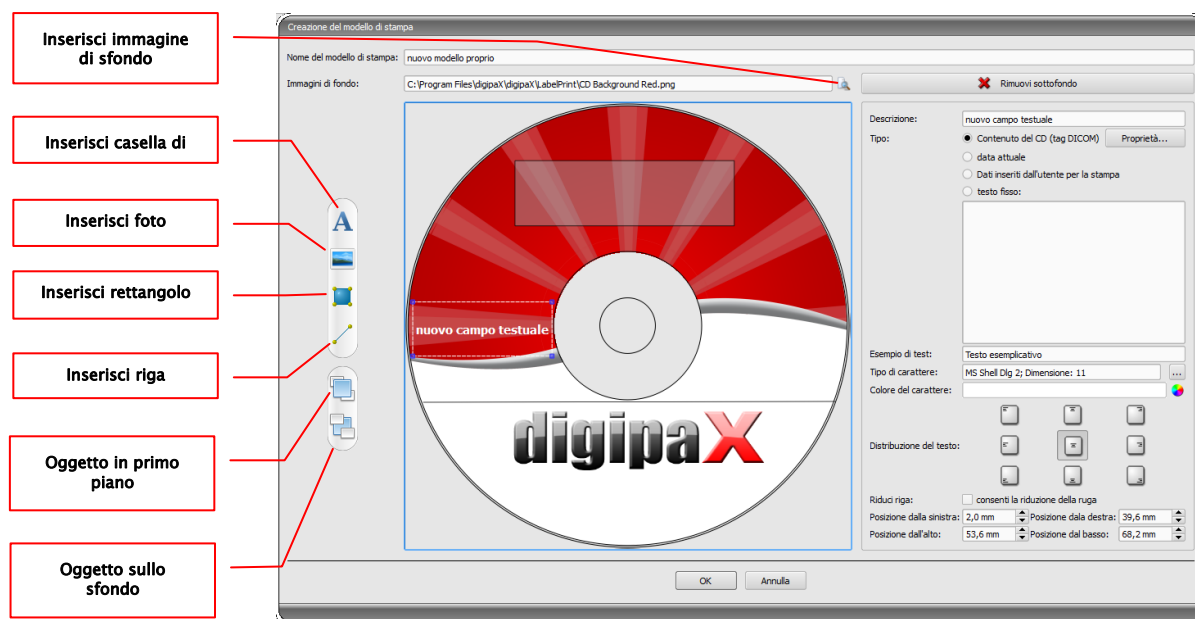 Inserisci immagine
di sfondo
Inserisci casella di
Inserisci foto
Inserisci rettangolo
Inserisci riga
Oggetto in primo
piano
Oggetto sullo
sfondo
Creazione del modello di stampa
Nome del modello di stampa: nuovo modello proprio
Immagini di fondo: C:\Program Files\digipaX\digipaX\LabelPrint\CD Background Red.png
Rimuovi sottofondo
A
nuovo campo testuale
digipaX
Descrizione: nuovo campo testuale
Tipo: Contenuto del CD (tag DICOM) Proprietà...
data attuale
Dati inseriti dall'utente per la stampa
testo fisso:
Esempio di test: Testo esemplicativo
Tipo di carattere: MS Shell Dlg 2; Dimensione: 11 ...
Colore del carattere:
Distribuzione del testo:
Riduci riga: consenti la riduzione della ruga
Posizione dalla sinistra: 2,0 mm Posizione dala destra: 39,6 mm
Posizione dall'alto: 53,6 mm Posizione dal basso: 68,2 mm
OK Annulla